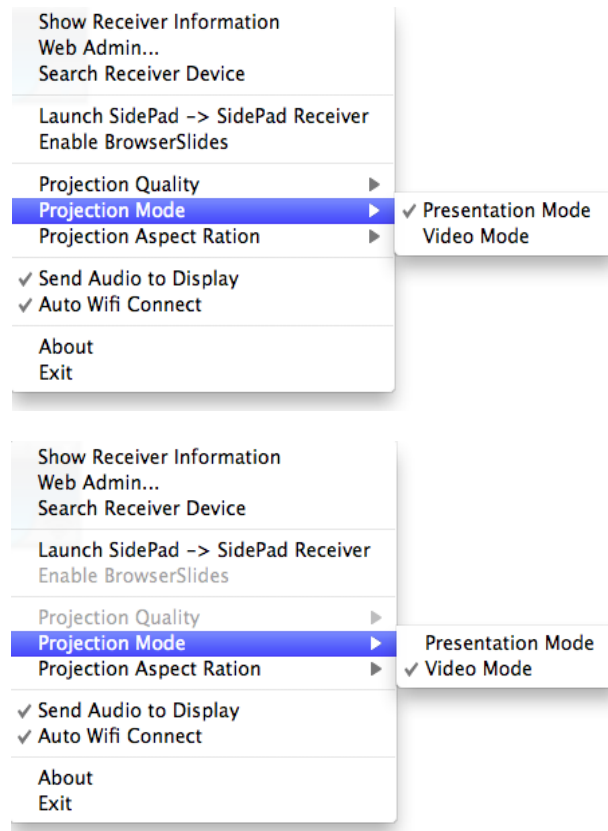 Show Receiver Information
Web Admin...
Search Receiver Device
Launch SidePad -> SidePad Receiver
Enable BrowserSlides
Projection Quality
Projection Mode
Projection Aspect Ration
Send Audio to Display
Auto Wifi Connect
About
Exit
Presentation Mode
Video Mode
Show Receiver Information
Web Admin...
Search Receiver Device
Launch SidePad -> SidePad Receiver
Enable BrowserSlides
Projection Quality
Projection Mode
Projection Aspect Ration
Send Audio to Display
Auto Wifi Connect
About
Exit
Presentation Mode
Video Mode